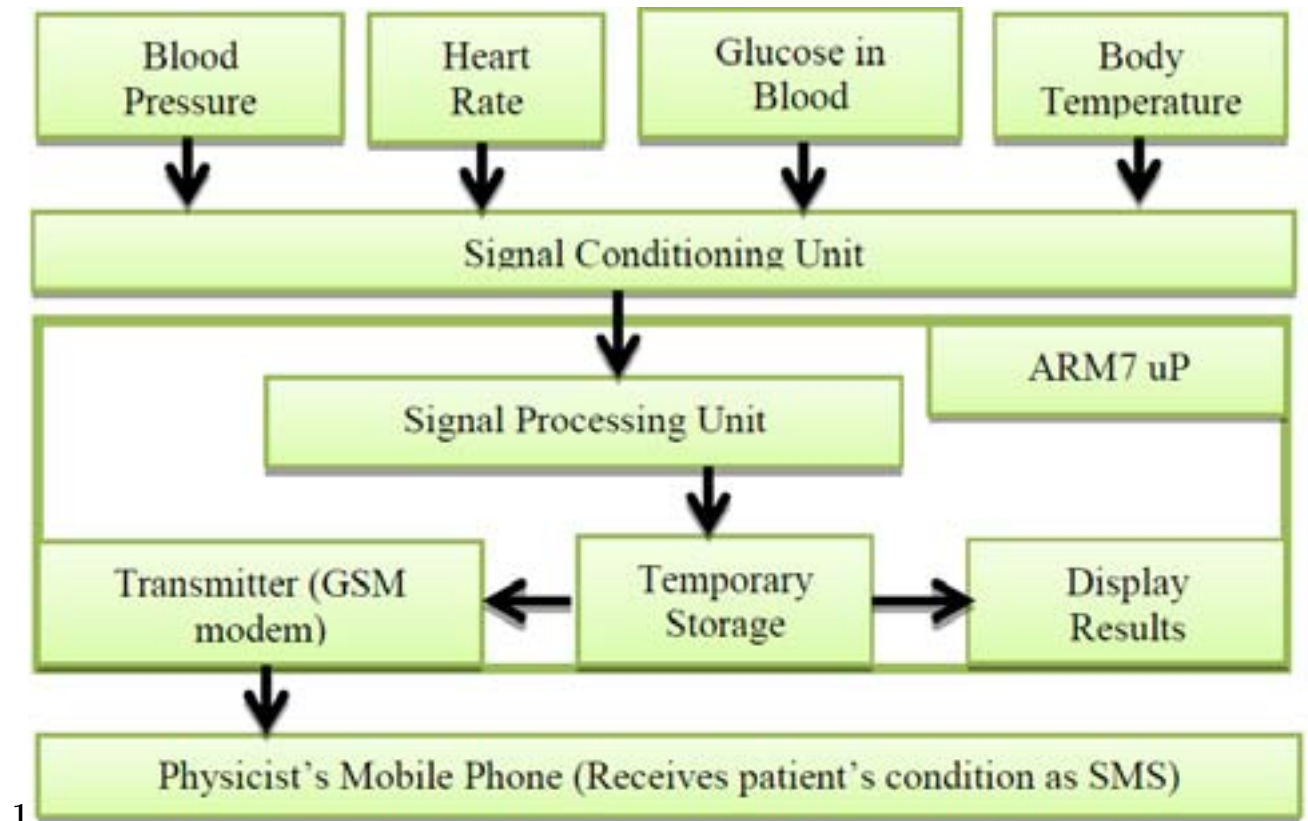 Blood
Pressure
Heart
Rate
Glucose in
Blood
Body
Temperature
Signal Conditioning Unit
ARM7 uP
Signal Processing Unit
Transmitter (GSM
modem)
Temporary
Storage
Display
Results
Physicist's Mobile Phone (Receives patient's condition as SMS)
1